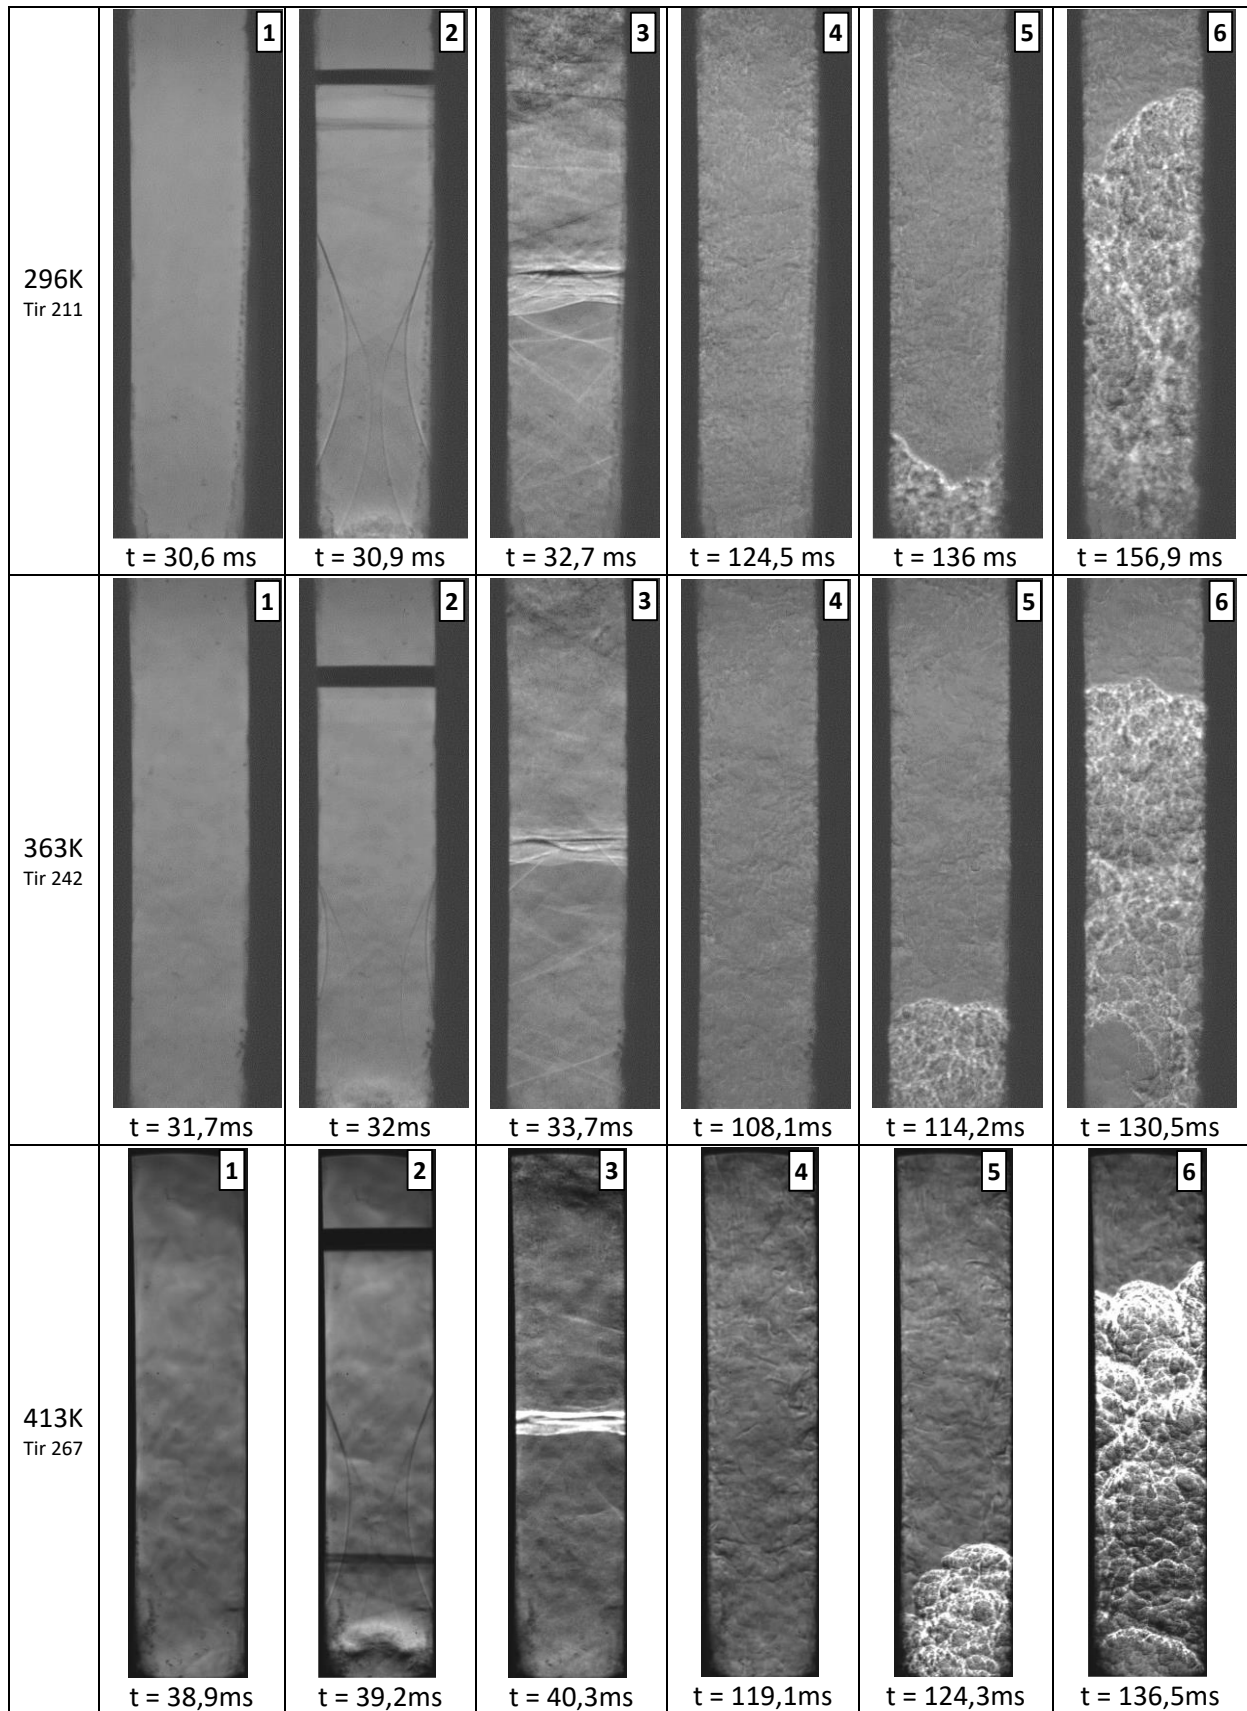 1 2 3 4 5 6
296K
Tir 211
t = 30,6 ms t = 30,9 ms t = 32,7 ms t = 124,5 ms t = 136 ms t = 156,9 ms
1 2 3 4 5 6
363K
Tir 242
t = 31,7ms t = 32ms t = 33,7ms t = 108,1ms t = 114,2ms t = 130,5ms
1 2 3 4 5 6
413K
Tir 267
t = 38,9ms t = 39,2ms t = 40,3ms t = 119,1ms t = 124,3ms t = 136,5ms